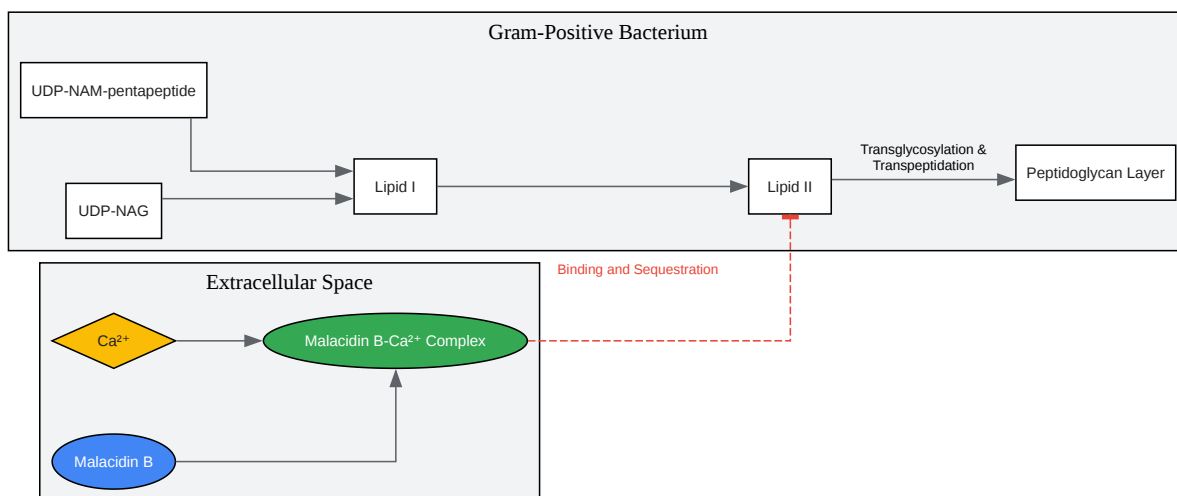 Gram-Positive Bacterium
UDP-NAM-pentapeptide
UDP-NAG
Lipid I
Lipid II
Transglycosylation &
Transpeptidation
Peptidoglycan Layer
Binding and Sequestration
Extracellular Space
Ca²⁺
Malacidin B-Ca²⁺ Complex
Malacidin B